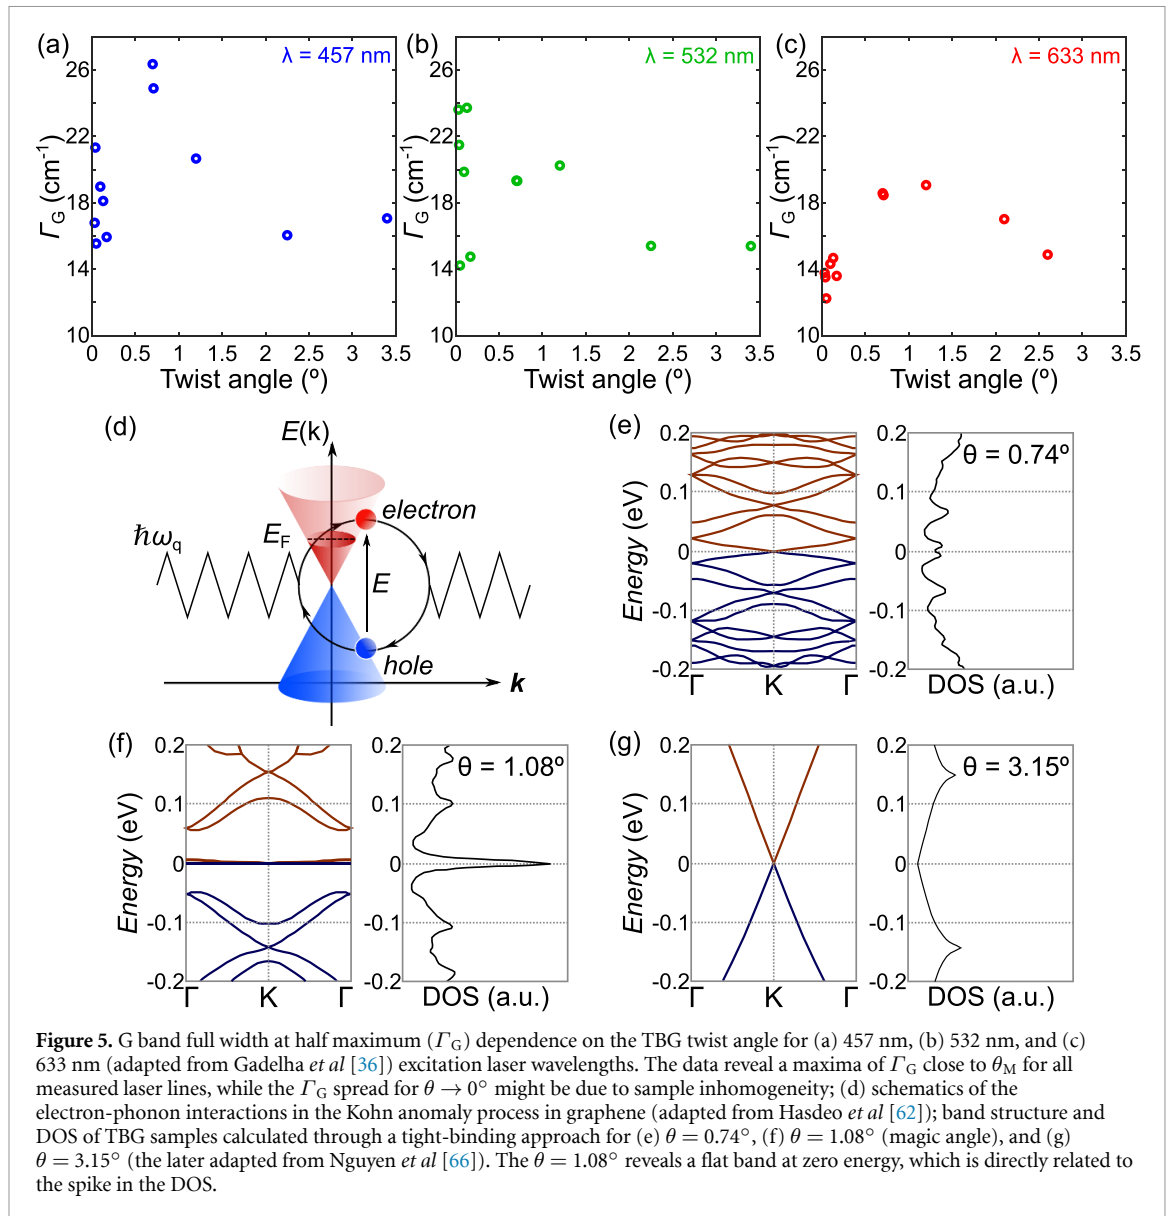 (a)
λ = 457 nm
26
22
18
14
10
Γ_G (cm⁻¹)
0 0.5 1 1.5 2 2.5 3 3.5
Twist angle (º)
(b)
λ = 532 nm
26
22
18
14
10
Γ_G (cm⁻¹)
0 0.5 1 1.5 2 2.5 3 3.5
Twist angle (º)
(c)
λ = 633 nm
26
22
18
14
10
Γ_G (cm⁻¹)
0 0.5 1 1.5 2 2.5 3 3.5
Twist angle (º)
(d)
E(k)
electron
ħω_q
E_F
E
hole
k
(e)
0.2
0.1
0
-0.1
-0.2
Energy (eV)
Γ K Γ
θ = 0.74º
0.2
0.1
0
-0.1
-0.2
DOS (a.u.)
(f)
0.2
0.1
0
-0.1
-0.2
Energy (eV)
Γ K Γ
θ = 1.08º
0.2
0.1
0
-0.1
-0.2
DOS (a.u.)
(g)
0.2
0.1
0
-0.1
-0.2
Energy (eV)
Γ K Γ
θ = 3.15º
0.2
0.1
0
-0.1
-0.2
DOS (a.u.)
Figure 5. G band full width at half maximum (Γ_G) dependence on the TBG twist angle for (a) 457 nm, (b) 532 nm, and (c)
633 nm (adapted from Gadelha et al [36]) excitation laser wavelengths. The data reveal a maxima of Γ_G close to θ_M for all
measured laser lines, while the Γ_G spread for θ → 0° might be due to sample inhomogeneity; (d) schematics of the
electron-phonon interactions in the Kohn anomaly process in graphene (adapted from Hasdeo et al [62]); band structure and
DOS of TBG samples calculated through a tight-binding approach for (e) θ = 0.74°, (f) θ = 1.08° (magic angle), and (g)
θ = 3.15° (the later adapted from Nguyen et al [66]). The θ = 1.08° reveals a flat band at zero energy, which is directly related to
the spike in the DOS.